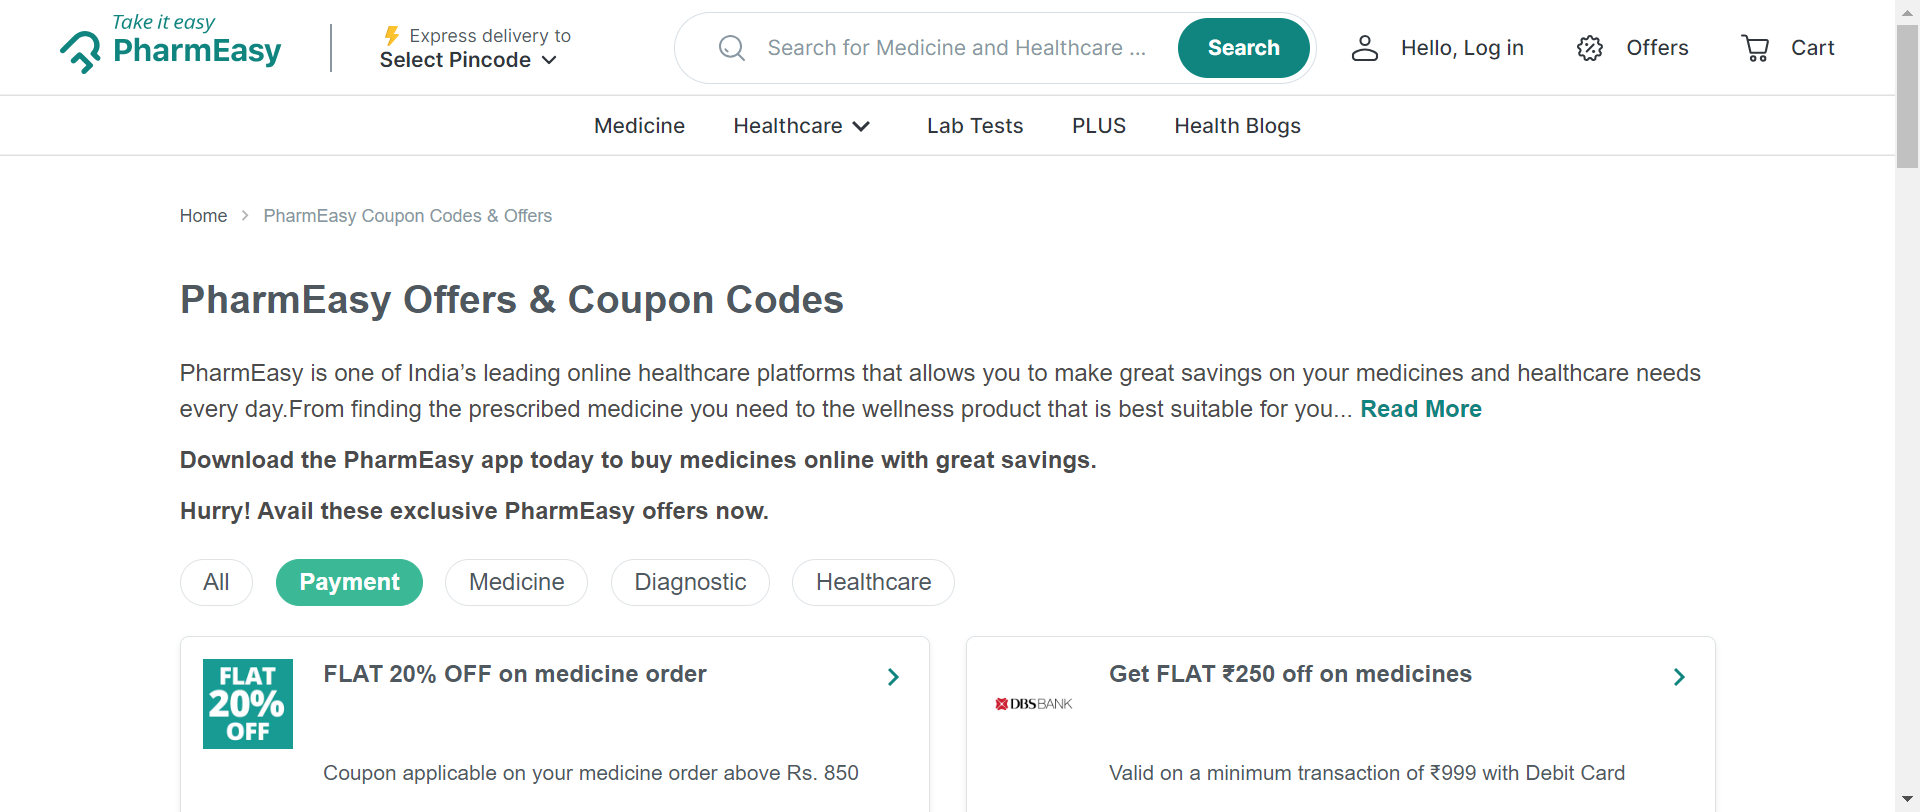 Take it easy
PharmEasy
Express delivery to
Select Pincode
Search for Medicine and Healthcare ...
Search
Hello, Log in
Offers
Cart
Medicine
Healthcare
Lab Tests
PLUS
Health Blogs
Home
PharmEasy Coupon Codes & Offers
PharmEasy Offers & Coupon Codes
PharmEasy is one of India’s leading online healthcare platforms that allows you to make great savings on your medicines and healthcare needs
every day.From finding the prescribed medicine you need to the wellness product that is best suitable for you... Read More
Download the PharmEasy app today to buy medicines online with great savings.
Hurry! Avail these exclusive PharmEasy offers now.
All
Payment
Medicine
Diagnostic
Healthcare
FLAT
20%
OFF
FLAT 20% OFF on medicine order
Coupon applicable on your medicine order above Rs. 850
DBS BANK
Get FLAT ₹250 off on medicines
Valid on a minimum transaction of ₹999 with Debit Card